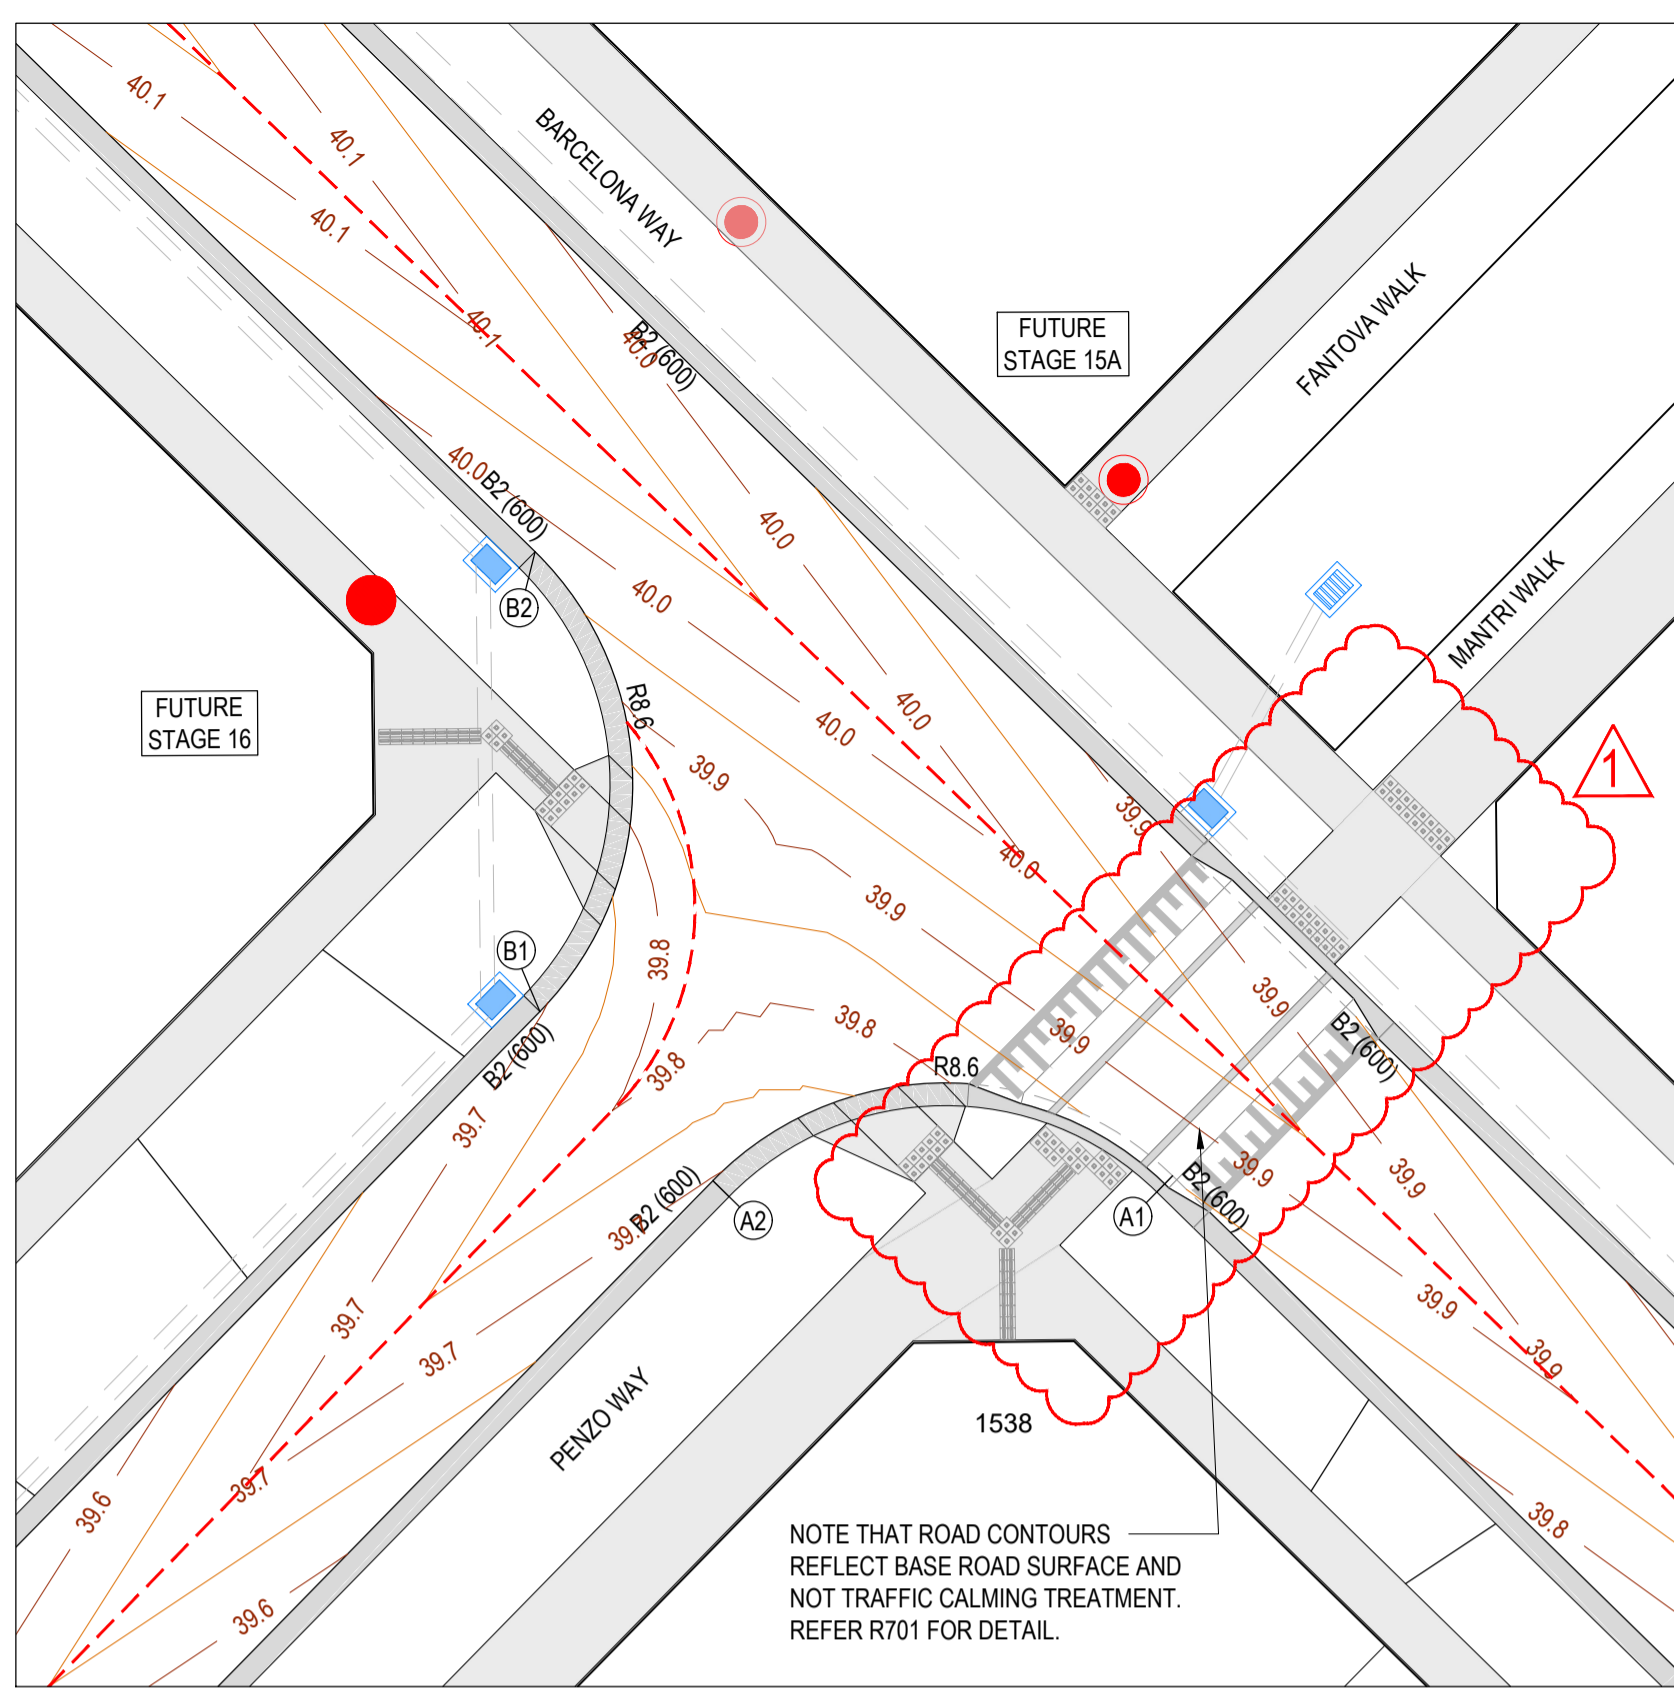 40.1
40.1
BARCELONA WAY
40.1
40.1
B2 (600)
40.0
FUTURE
STAGE 15A
FANTOVA WALK
40.0
B2 (600)
40.0
B2
40.0
MANTRI WALK
FUTURE
STAGE 16
R8.6
40.0
40.0
39.9
1
39.9
40.0
39.9
B1
39.8
39.9
39.8
39.9
B2 (600)
B2 (600)
39.8
R8.6
39.7
39.9
39.9
B2 (600)
B2 (600)
39.7
A2
A1
39.9
39.9
39.7
39.7
PENZO WAY
1538
39.7
39.6
39.8
NOTE THAT ROAD CONTOURS
REFLECT BASE ROAD SURFACE AND
NOT TRAFFIC CALMING TREATMENT.
REFER R701 FOR DETAIL.
39.6